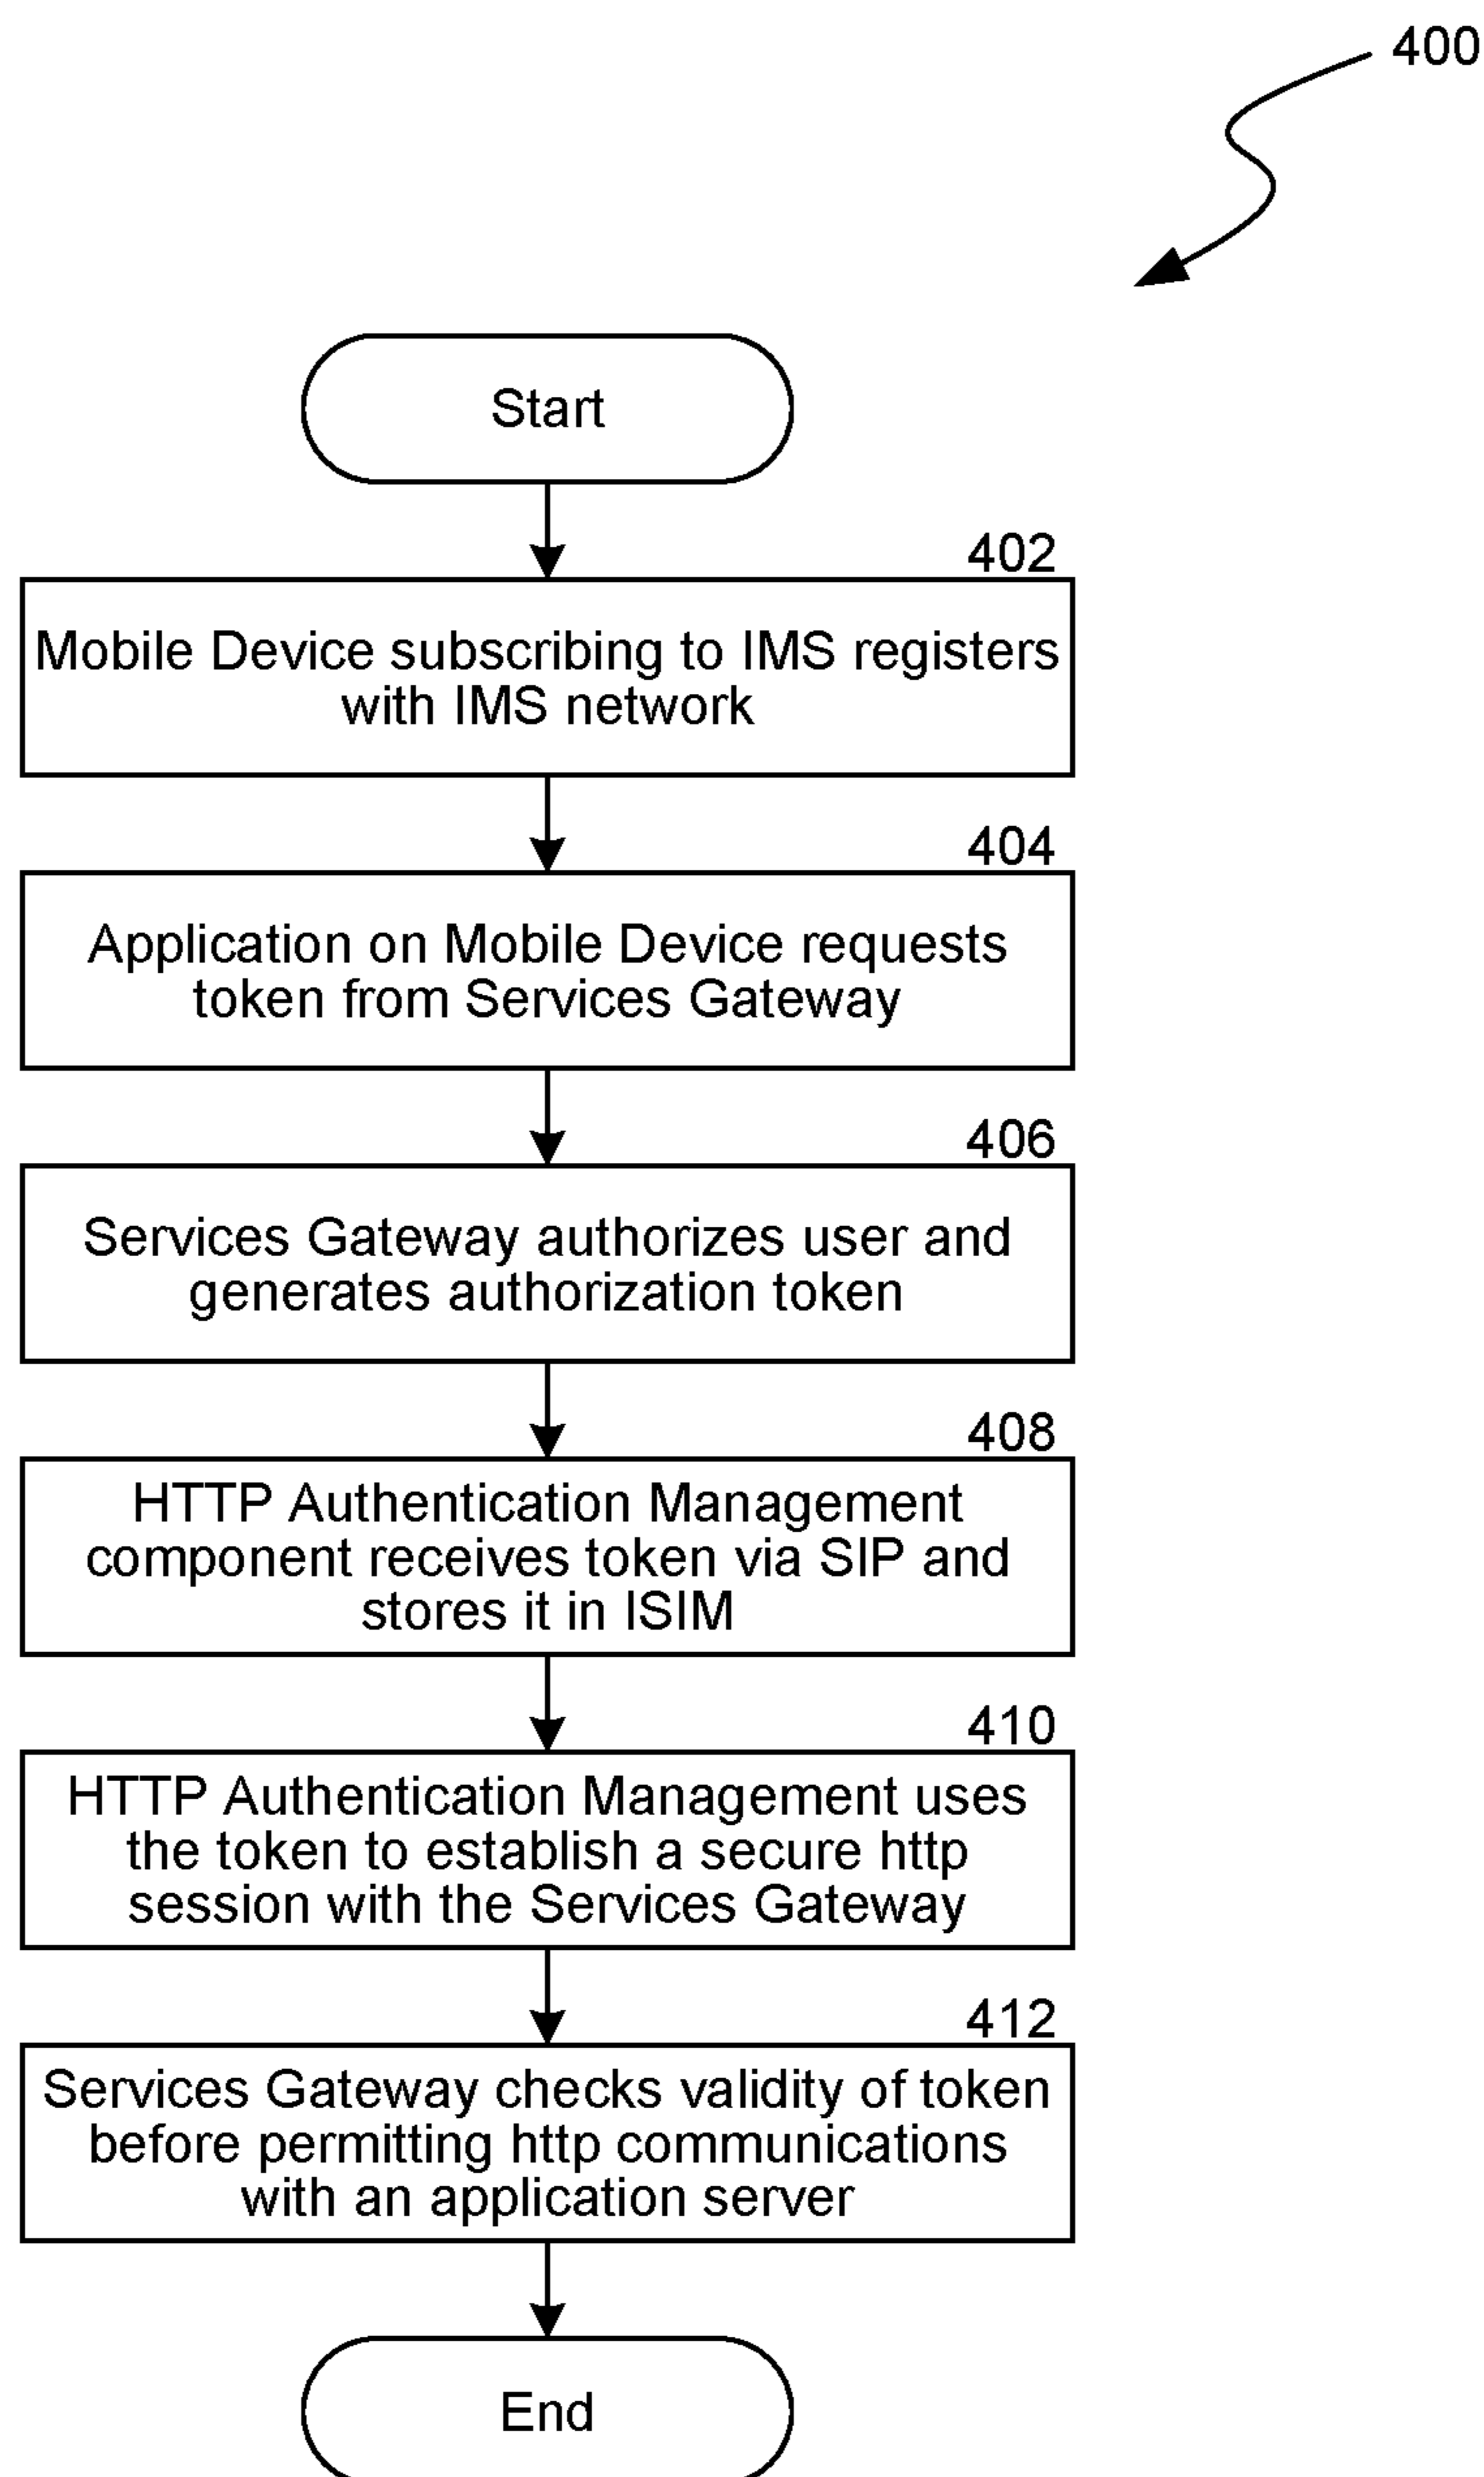 400
Start
402
Mobile Device subscribing to IMS registers
with IMS network
404
Application on Mobile Device requests
token from Services Gateway
406
Services Gateway authorizes user and
generates authorization token
408
HTTP Authentication Management
component receives token via SIP and
stores it in ISIM
410
HTTP Authentication Management uses
the token to establish a secure http
session with the Services Gateway
412
Services Gateway checks validity of token
before permitting http communications
with an application server
End